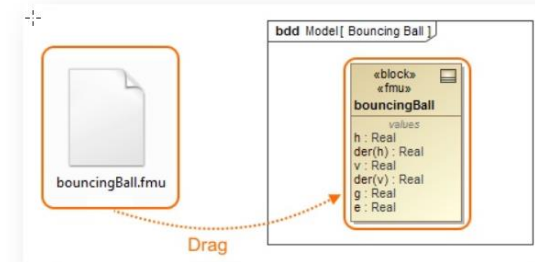 bdd Model[ Bouncing Ball ]
«block»
«fmu»
bouncingBall
values
h : Real
der(h) : Real
v : Real
der(v) : Real
g : Real
e : Real
bouncingBall.fmu
Drag